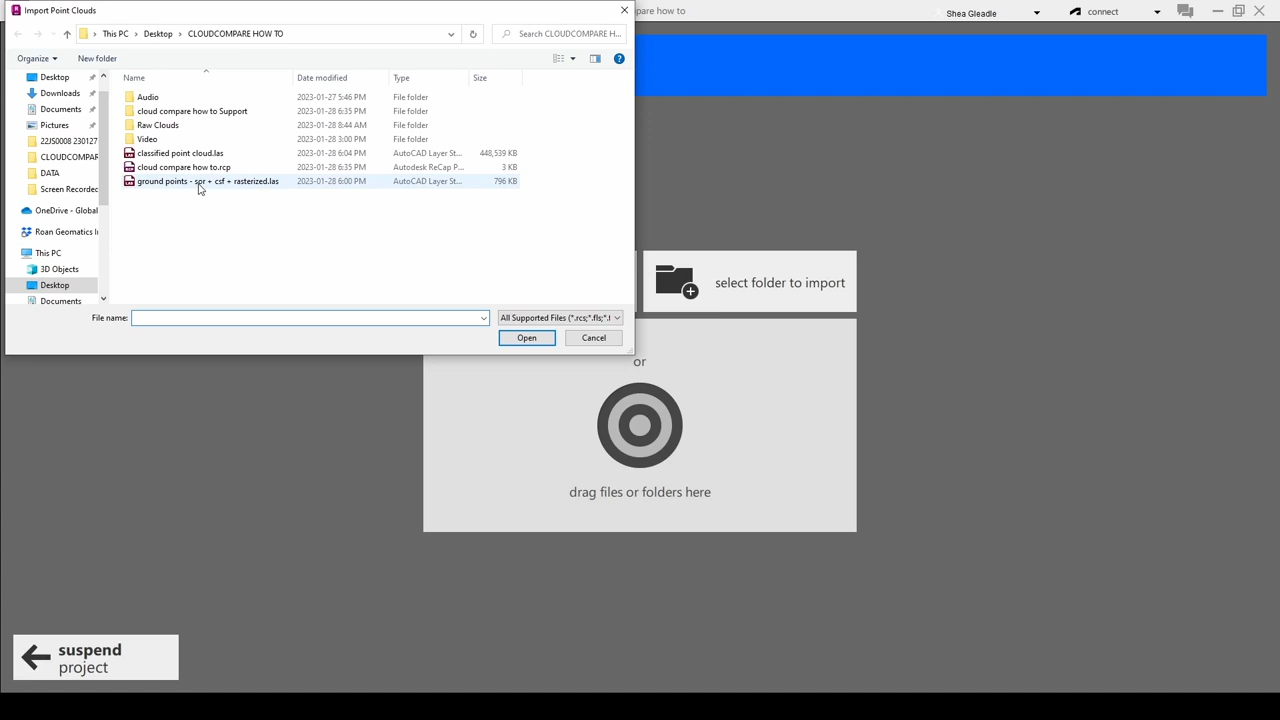 Import Point Clouds
pare how to
Shea Gleadle
connect
This PC
Desktop
CLOUDCOMPARE HOW TO
Search CLOUDCOMPARE H...
Organize
New folder
Name
Date modified
Type
Size
Desktop
Downloads
Documents
Pictures
22JS0008 230127
CLOUDCOMPAR
DATA
Screen Recorded
OneDrive - Global
Roan Geomatics I
This PC
3D Objects
Desktop
Documents
Audio 2023-01-27 5:46 PM File folder
cloud compare how to Support 2023-01-28 6:35 PM File folder
Raw Clouds 2023-01-28 8:44 AM File folder
Video 2023-01-28 3:00 PM File folder
classified point cloud.las 2023-01-28 6:04 PM AutoCAD Layer St... 448,539 KB
cloud compare how to.rcp 2023-01-28 6:35 PM Autodesk ReCap P... 3 KB
ground points - sor + csf + rasterized.las 2023-01-28 6:00 PM AutoCAD Layer St... 796 KB
File name:
All Supported Files (*.rcs;*.fls;*.f
Open
Cancel
select folder to import
or
drag files or folders here
suspend
project